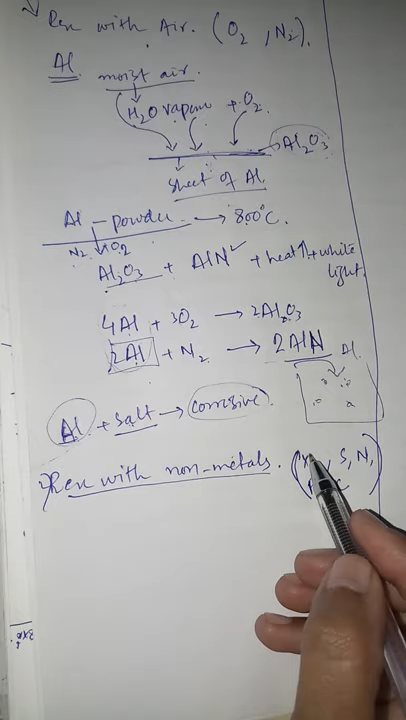 Rxn with Air. (O2, N2).
Al moist air.
H2O vapour + O2
Al2O3
sheet of Al
Al - powder → 800°C.
N2 O2
Al2O3 + AlN ✓ + heat ↑ + white light.
4Al + 3O2 → 2Al2O3
2Al + N2 → 2AlN
Al
Al + salt → corrosive.
Rxn with non-metals. ( , S, N,
C)